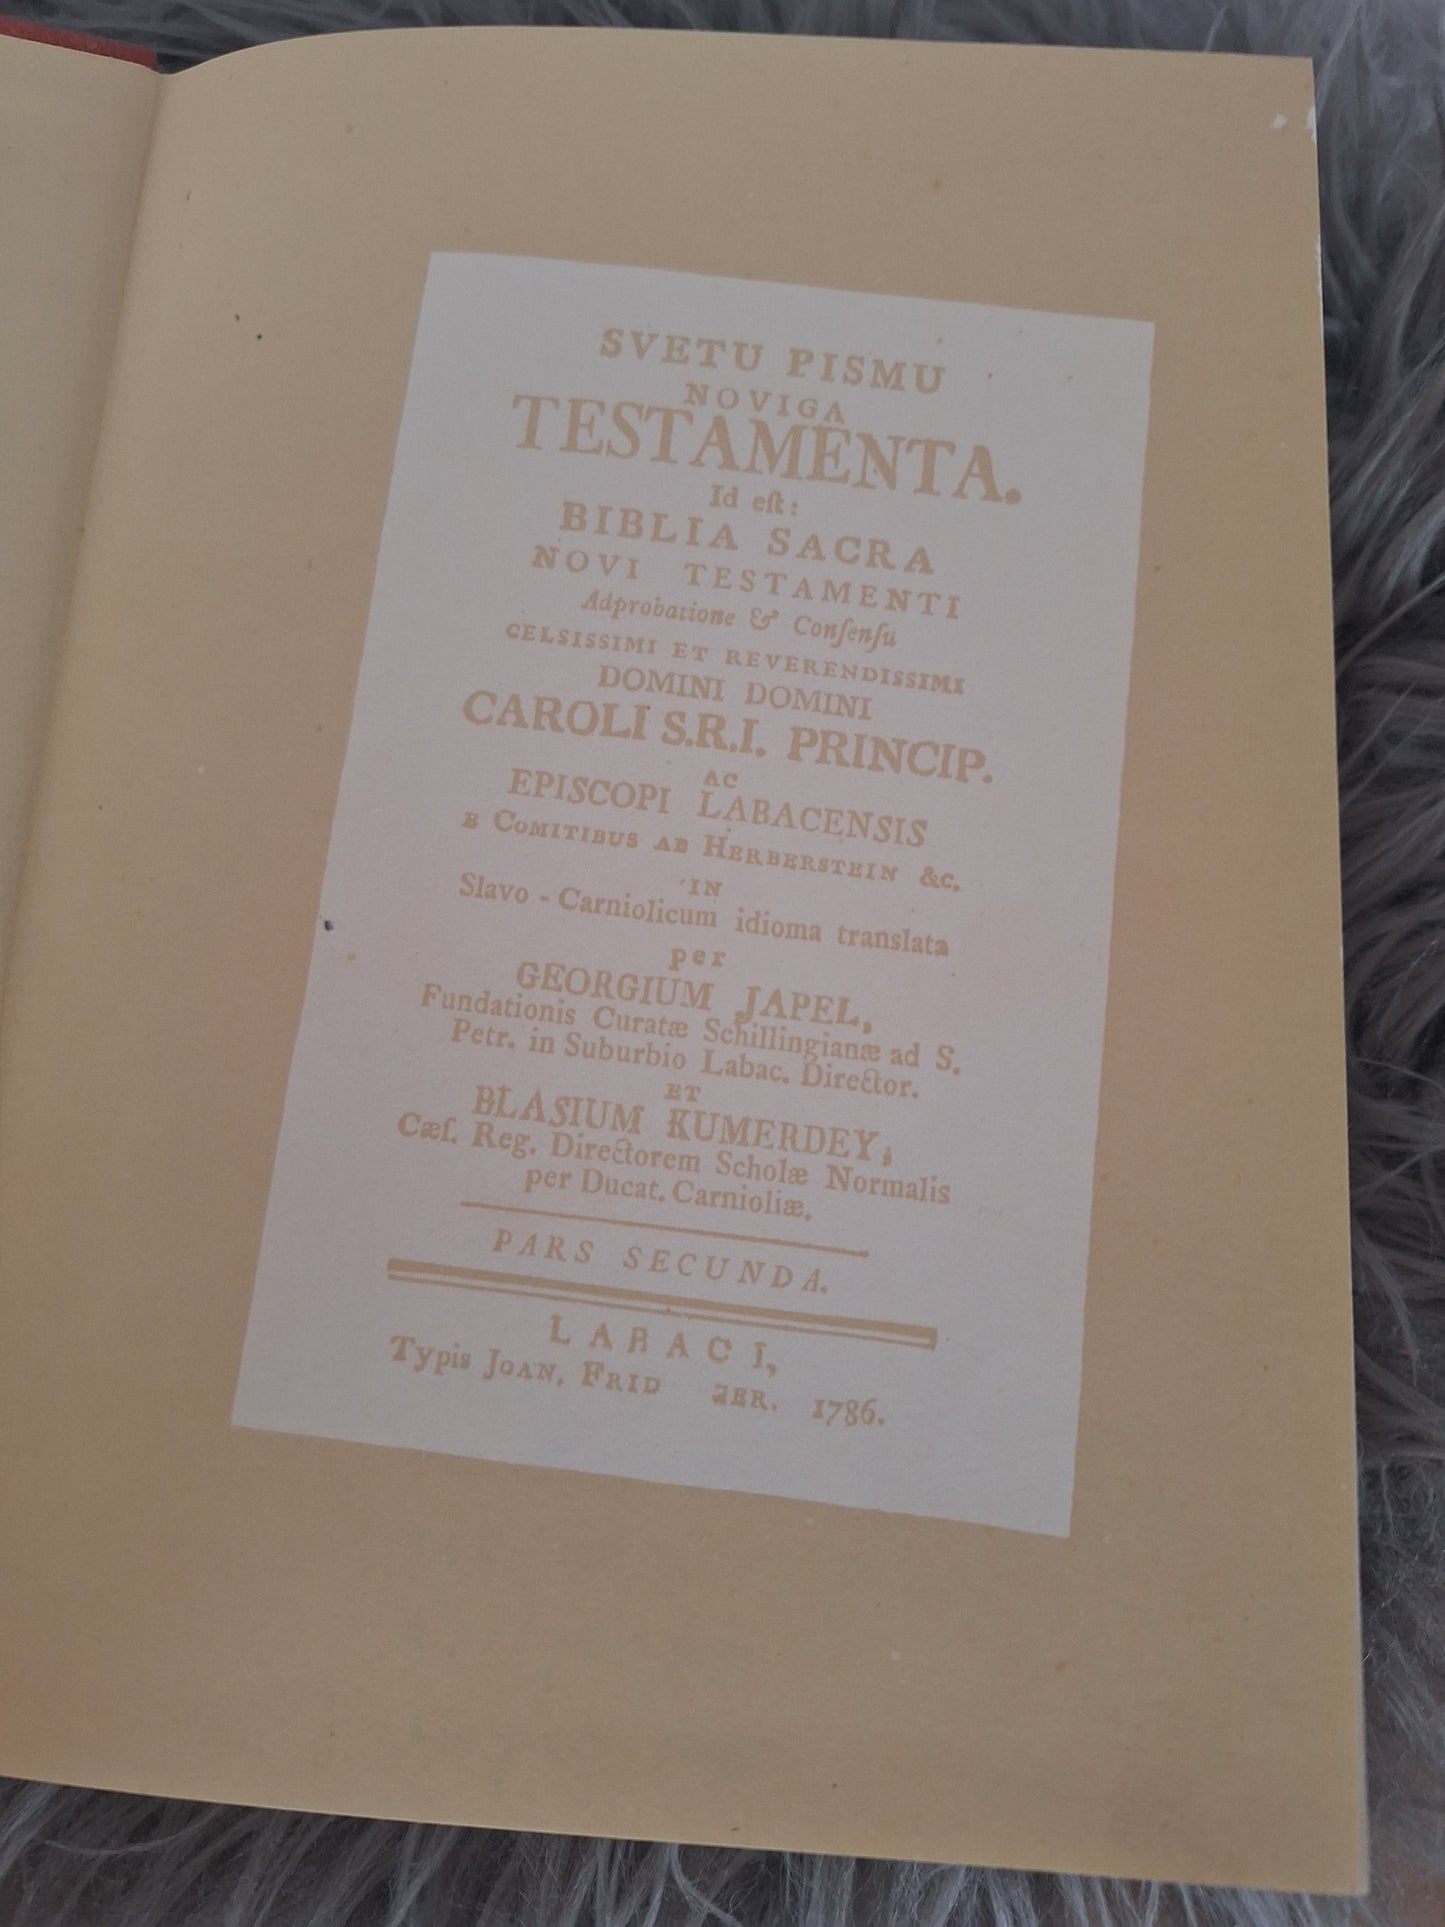 SVETU PISMU
NOVIGA
TESTAMENTA.
Id eſt:
BIBLIA SACRA
NOVI TESTAMENTI
Adprobatione & Conſenſu
CELSISSIMI ET REVERENDISSIMI
DOMINI DOMINI
CAROLI S.R.I. PRINCIP.
AC
EPISCOPI LABACENSIS
E COMITIBUS AB HERBERSTEIN &c.
IN
Slavo - Carniolicum idioma translata
per
GEORGIUM JAPEL,
Fundationis Curatæ Schillingianæ ad S.
Petr. in Suburbio Labac. Director.
ET
BLASIUM KUMERDEY,
Cæſ. Reg. Directorem Scholæ Normalis
per Ducat. Carnioliæ.
PARS SECUNDA.
LABACI,
Typis JOAN. FRID 1786.